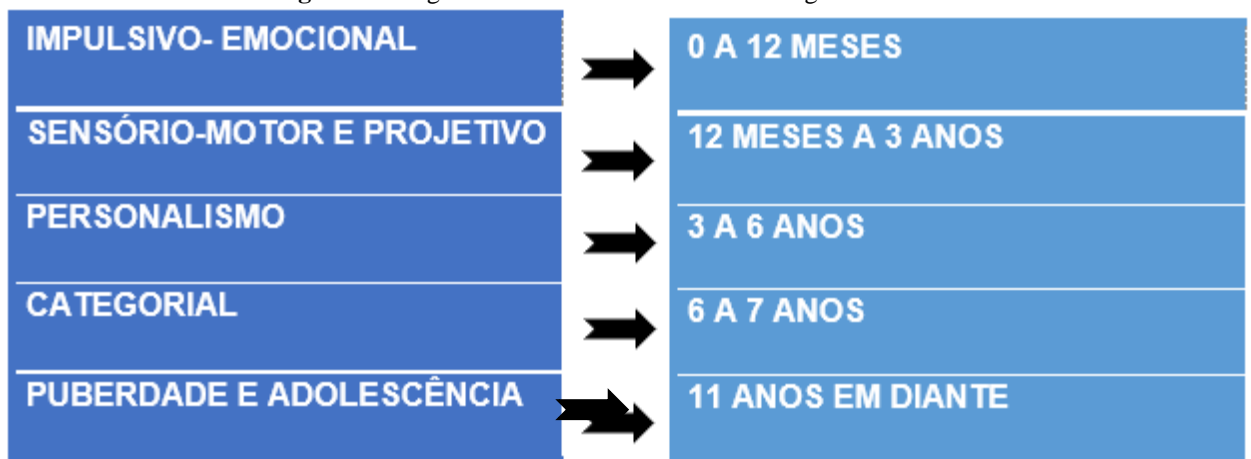 IMPULSIVO- EMOCIONAL 0 A 12 MESES
SENSÓRIO-MOTOR E PROJETIVO 12 MESES A 3 ANOS
PERSONALISMO 3 A 6 ANOS
CATEGORIAL 6 A 7 ANOS
PUBERDADE E ADOLESCÊNCIA 11 ANOS EM DIANTE